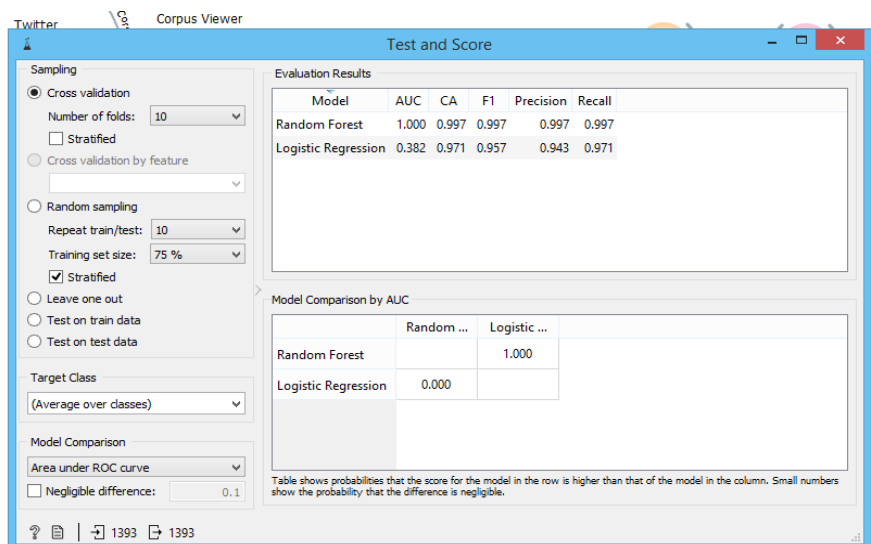 Twitter
Cor
Corpus Viewer
Test and Score
Sampling
Cross validation
Number of folds: 10
Stratified
Cross validation by feature
Random sampling
Repeat train/test: 10
Training set size: 75 %
Stratified
Leave one out
Test on train data
Test on test data
Target Class
(Average over classes)
Model Comparison
Area under ROC curve
Negligible difference: 0.1
? 1393 1393
Evaluation Results
Model AUC CA F1 Precision Recall
Random Forest 1.000 0.997 0.997 0.997 0.997
Logistic Regression 0.382 0.971 0.957 0.943 0.971
Model Comparison by AUC
Random ... Logistic ...
Random Forest 1.000
Logistic Regression 0.000
Table shows probabilities that the score for the model in the row is higher than that of the model in the column. Small numbers
show the probability that the difference is negligible.